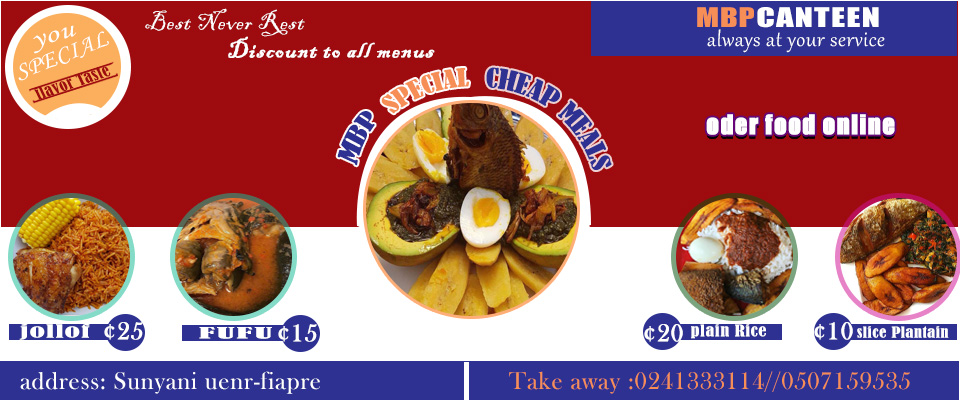 you
SPECIAL
flavor Taste
Best Never Rest
Discount to all menus
MBPCANTEEN
always at your service
MBP SPECIAL CHEAP MEALS
oder food online
jollof ¢25
FUFU ¢15
¢20 plain Rice
¢10 slice Plantain
address: Sunyani uenr-fiapre
Take away :0241333114//0507159535